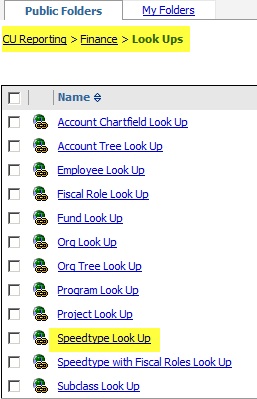 Public Folders My Folders
CU Reporting > Finance > Look Ups
Name
Account Chartfield Look Up
Account Tree Look Up
Employee Look Up
Fiscal Role Look Up
Fund Look Up
Org Look Up
Org Tree Look Up
Program Look Up
Project Look Up
Speedtype Look Up
Speedtype with Fiscal Roles Look Up
Subclass Look Up